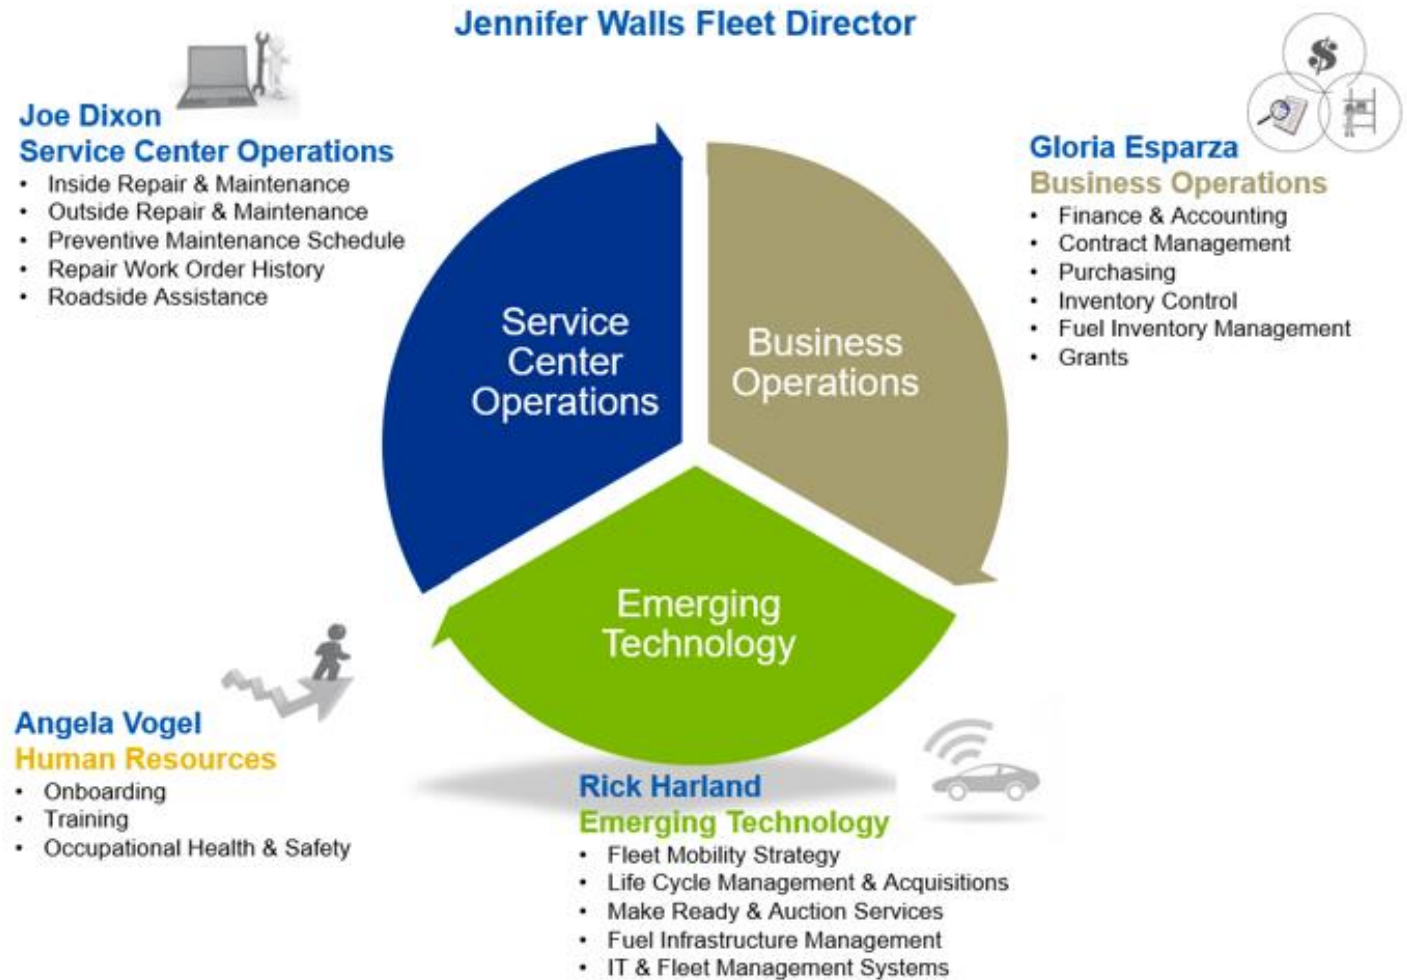 Jennifer Walls Fleet Director
Joe Dixon
Service Center Operations
• Inside Repair & Maintenance
• Outside Repair & Maintenance
• Preventive Maintenance Schedule
• Repair Work Order History
• Roadside Assistance
$
Gloria Esparza
Business Operations
• Finance & Accounting
• Contract Management
• Purchasing
• Inventory Control
• Fuel Inventory Management
• Grants
Service
Center
Operations
Business
Operations
Emerging
Technology
Angela Vogel
Human Resources
• Onboarding
• Training
• Occupational Health & Safety
Rick Harland
Emerging Technology
• Fleet Mobility Strategy
• Life Cycle Management & Acquisitions
• Make Ready & Auction Services
• Fuel Infrastructure Management
• IT & Fleet Management Systems